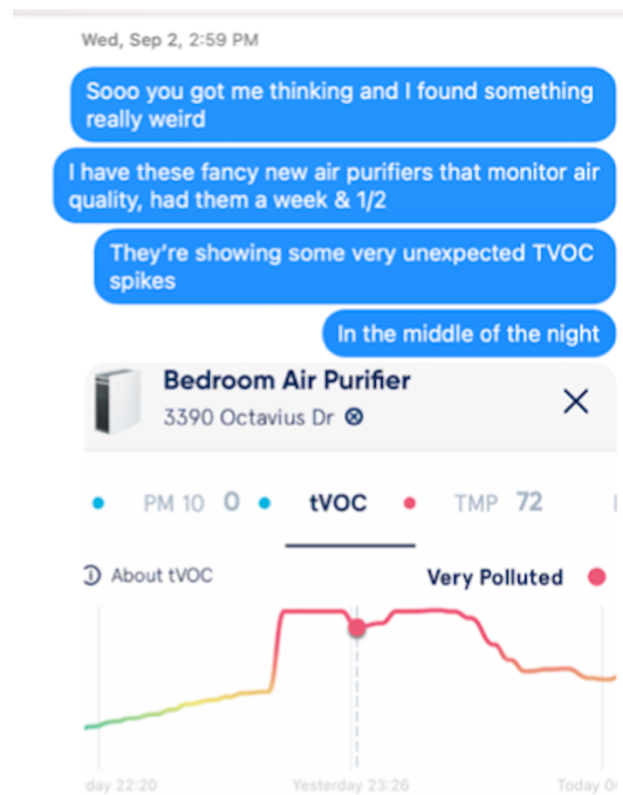 Wed, Sep 2, 2:59 PM
Sooo you got me thinking and I found something
really weird
I have these fancy new air purifiers that monitor air
quality, had them a week & 1/2
They're showing some very unexpected TVOC
spikes
In the middle of the night
Bedroom Air Purifier
3390 Octavius Dr
PM 10 0 tVOC TMP 72
About tVOC
Very Polluted
day 22:20 Yesterday 23:26 Today